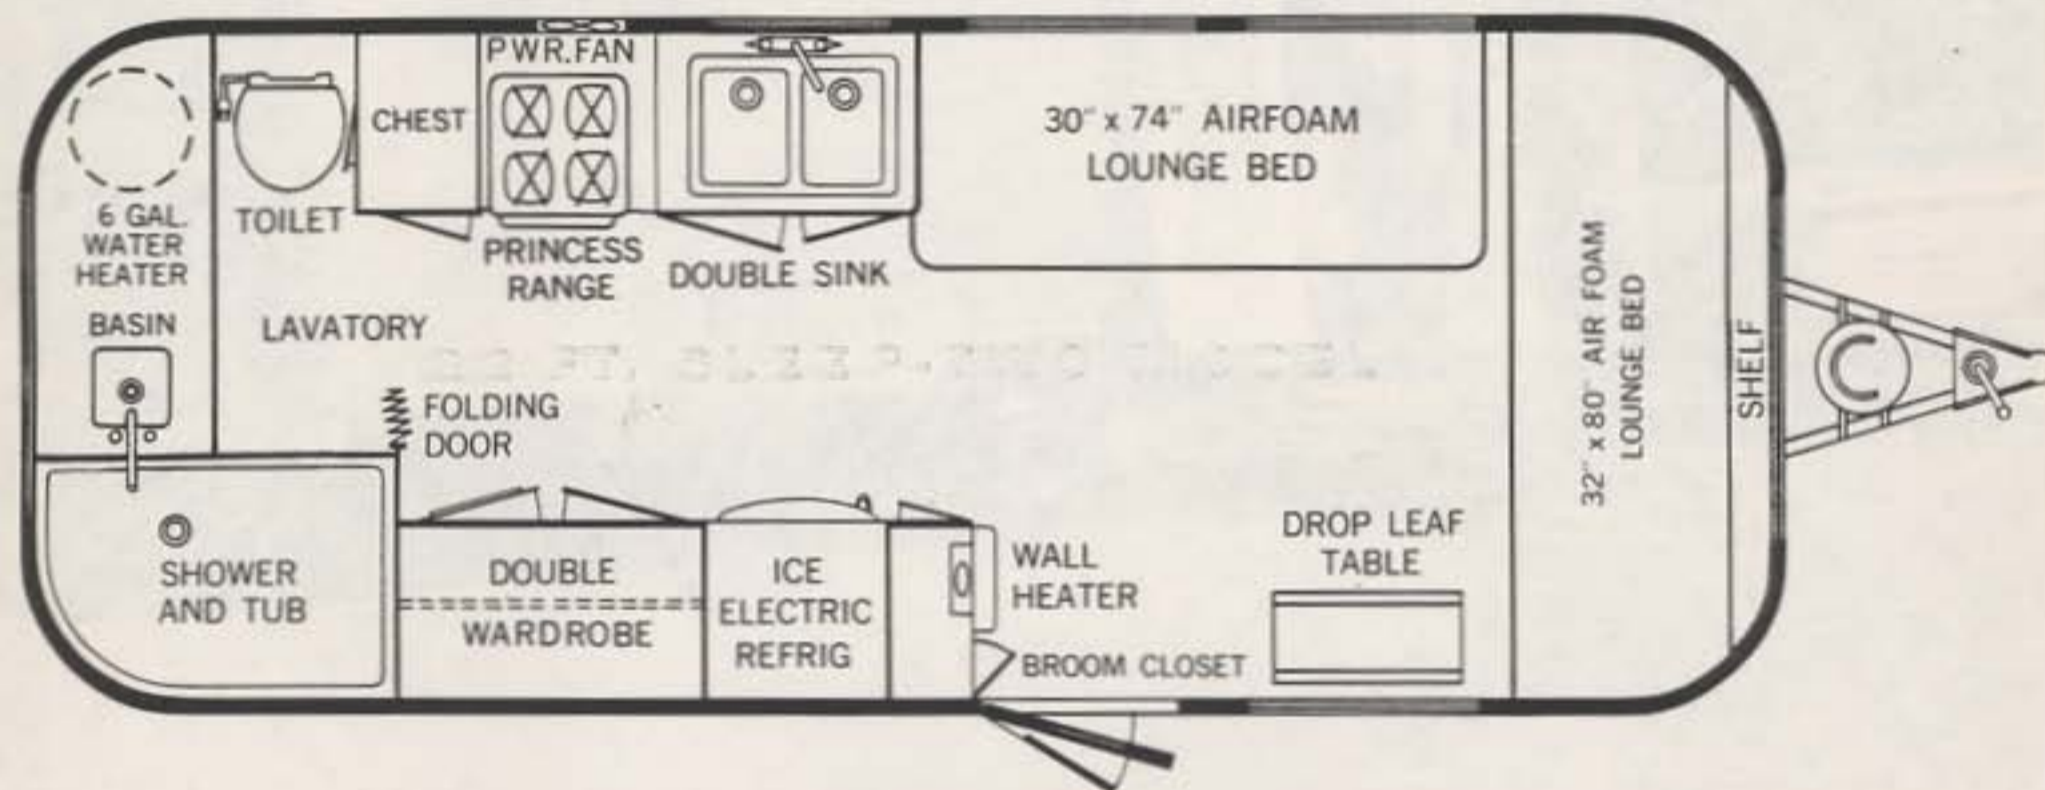 PWR.FAN
CHEST
30" x 74" AIRFOAM
LOUNGE BED
6 GAL.
WATER
HEATER
TOILET
PRINCESS
RANGE
DOUBLE SINK
BASIN
LAVATORY
FOLDING
DOOR
32" x 80" AIR FOAM
LOUNGE BED
SHELF
SHOWER
AND TUB
DOUBLE
WARDROBE
ICE
ELECTRIC
REFRIG
WALL
HEATER
BROOM CLOSET
DROP LEAF
TABLE